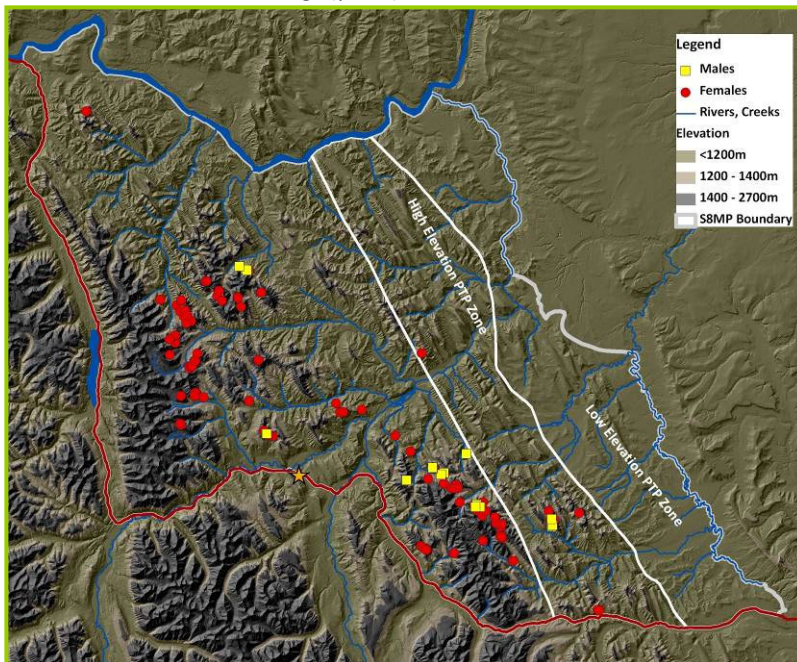 Legend
Males
Females
Rivers, Creeks
Elevation
<1200m
1200 - 1400m
1400 - 2700m
S8MP Boundary
High Elevation PTP Zone
Low Elevation PTP Zone